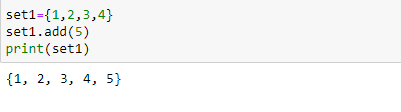 set1={1,2,3,4}
set1.add(5)
print(set1)
{1, 2, 3, 4, 5}